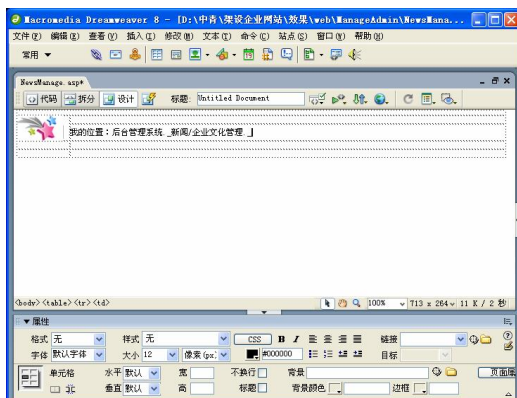 Macromedia Dreamweaver 8 - [D:\中青\架设企业网站\效果\web\ManageAdmin\NewsMana...
文件(F) 编辑(E) 查看(V) 插入(I) 修改(M) 文本(T) 命令(C) 站点(S) 窗口(W) 帮助(H)
常用
NewsManage.asp*
代码 拆分 设计 标题: Untitled Document
我的位置：后台管理系统._新闻/企业文化管理._
<body> <table> <tr> <td> 100% 713 x 264 11 K / 2 秒
属性
格式 无 样式 无 CSS B I 链接
字体 默认字体 大小 12 像素(px) #000000 目标
单元格 水平 默认 宽 不换行 背景 页面属
垂直 默认 高 标题 背景颜色 边框